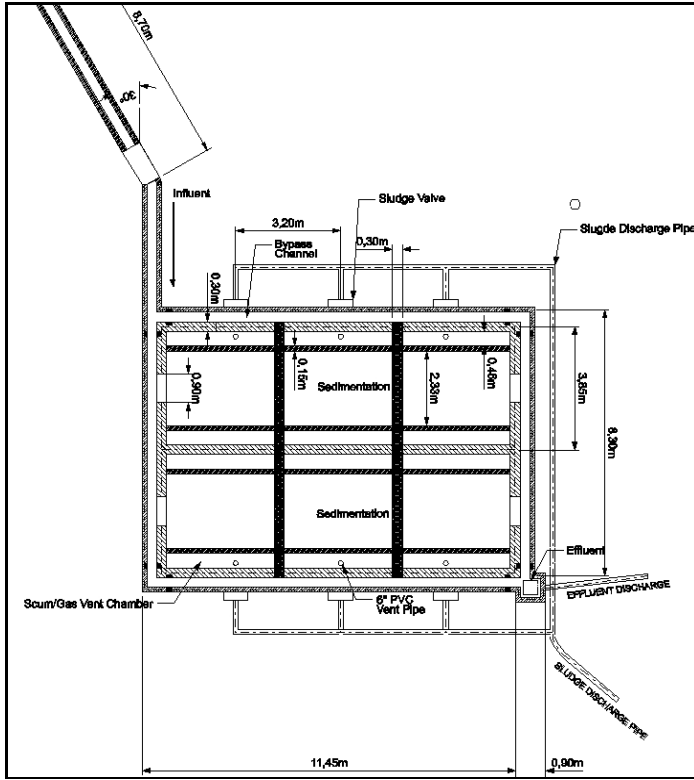 8,70m
30°
Influent
Sludge Valve
3,20m
0,30m
Slugde Discharge Pipe
Bypass
Channel
0,30m
0,15m
0,46m
0,90m
Sedimentation
2,33m
3,85m
8,30m
Sedimentation
Effluent
EFFLUENT DISCHARGE
Scum/Gas Vent Chamber
6" PVC
Vent Pipe
SLUDGE DISCHARGE PIPE
11,45m
0,90m